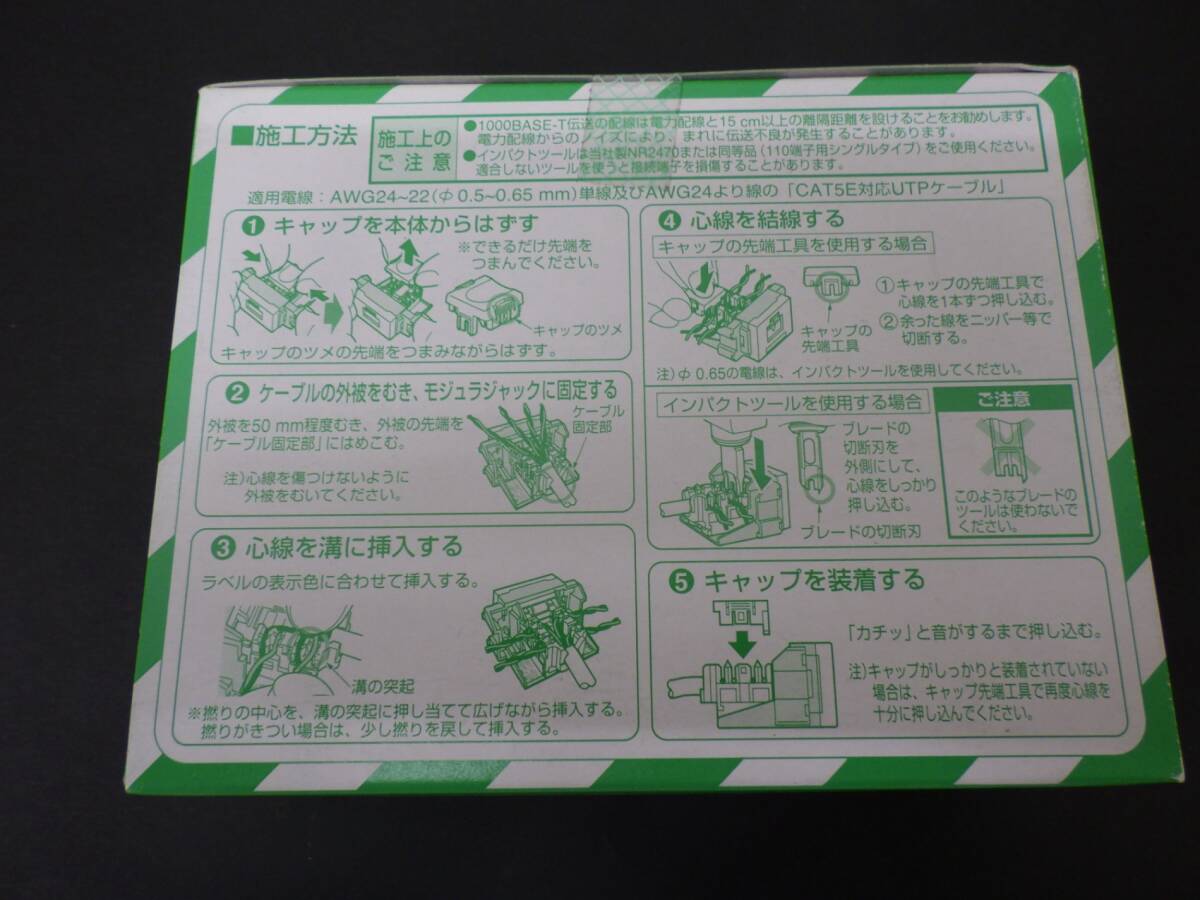 ■施工方法
施工上の
ご注意
●1000BASE-T伝送の配線は電力配線と15 cm以上の離隔距離を設けることをお勧めします。
電力配線からのノイズにより、まれに伝送不良が発生することがあります。
●インパクトツールは当社製NR2470または同等品(110端子用シングルタイプ)をご使用ください。
適合しないツールを使うと接続端子を損傷することがあります。
適用電線:AWG24~22(φ0.5~0.65 mm)単線及びAWG24より線の「CAT5E対応UTPケーブル」
❶ キャップを本体からはずす
※できるだけ先端を
つまんでください。
キャップのツメ
キャップのツメの先端をつまみながらはずす。
❷ ケーブルの外被をむき、モジュラジャックに固定する
外被を50 mm程度むき、外被の先端を
「ケーブル固定部」にはめこむ。
ケーブル
固定部
注)心線を傷つけないように
外被をむいてください。
❸ 心線を溝に挿入する
ラベルの表示色に合わせて挿入する。
溝の突起
※撚りの中心を、溝の突起に押し当てて広げながら挿入する。
撚りがきつい場合は、少し撚りを戻して挿入する。
❹ 心線を結線する
キャップの先端工具を使用する場合
キャップの
先端工具
①キャップの先端工具で
心線を1本ずつ押し込む。
②余った線をニッパー等で
切断する。
注)φ0.65の電線は、インパクトツールを使用してください。
インパクトツールを使用する場合
ブレードの
切断刃を
外側にして、
心線をしっかり
押し込む。
ブレードの切断刃
ご注意
このようなブレードの
ツールは使わないで
ください。
❺ キャップを装着する
「カチッ」と音がするまで押し込む。
注)キャップがしっかりと装着されていない
場合は、キャップ先端工具で再度心線を
十分に押し込んでください。